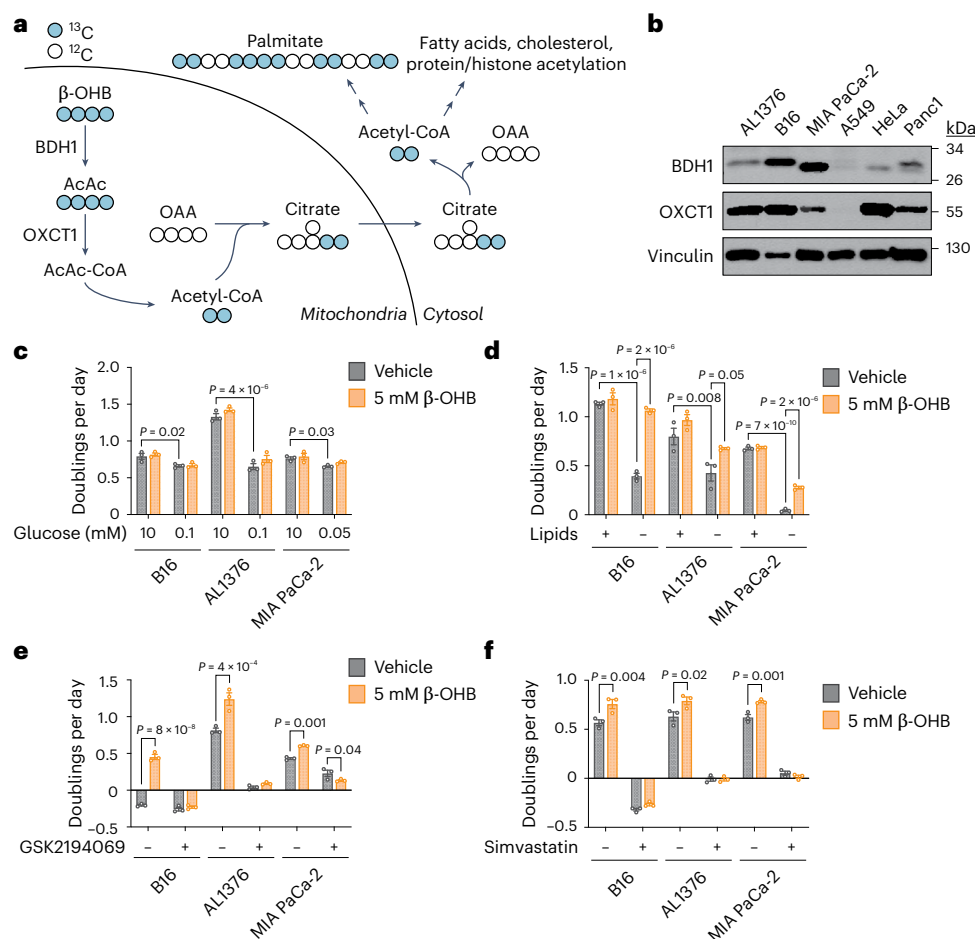 a
13C
12C
Palmitate
Fatty acids, cholesterol,
protein/histone acetylation
β-OHB
BDH1
AcAc
OXCT1
AcAc-CoA
Acetyl-CoA
OAA
Citrate
Mitochondria
Cytosol
Citrate
Acetyl-CoA
OAA
b
AL1376
B16
MIA PaCa-2
A549
HeLa
Panc1
kDa
BDH1
34
26
OXCT1
55
Vinculin
130
c
Vehicle
5 mM β-OHB
Doublings per day
2.0
1.5
1.0
0.5
0
P = 0.02
P = 4 × 10−6
P = 0.03
Glucose (mM) 10 0.1 10 0.1 10 0.05
B16
AL1376
MIA PaCa-2
d
Vehicle
5 mM β-OHB
Doublings per day
1.5
1.0
0.5
0
P = 2 × 10−6
P = 1 × 10−6
P = 0.05
P = 0.008
P = 2 × 10−6
P = 7 × 10−10
Lipids + − + − + −
B16
AL1376
MIA PaCa-2
e
Vehicle
5 mM β-OHB
Doublings per day
1.5
1.0
0.5
0
−0.5
P = 4 × 10−4
P = 8 × 10−8
P = 0.001
P = 0.04
GSK2194069 − + − + − +
B16
AL1376
MIA PaCa-2
f
Vehicle
5 mM β-OHB
Doublings per day
1.0
0.5
0
−0.5
P = 0.004
P = 0.02
P = 0.001
Simvastatin − + − + − +
B16
AL1376
MIA PaCa-2